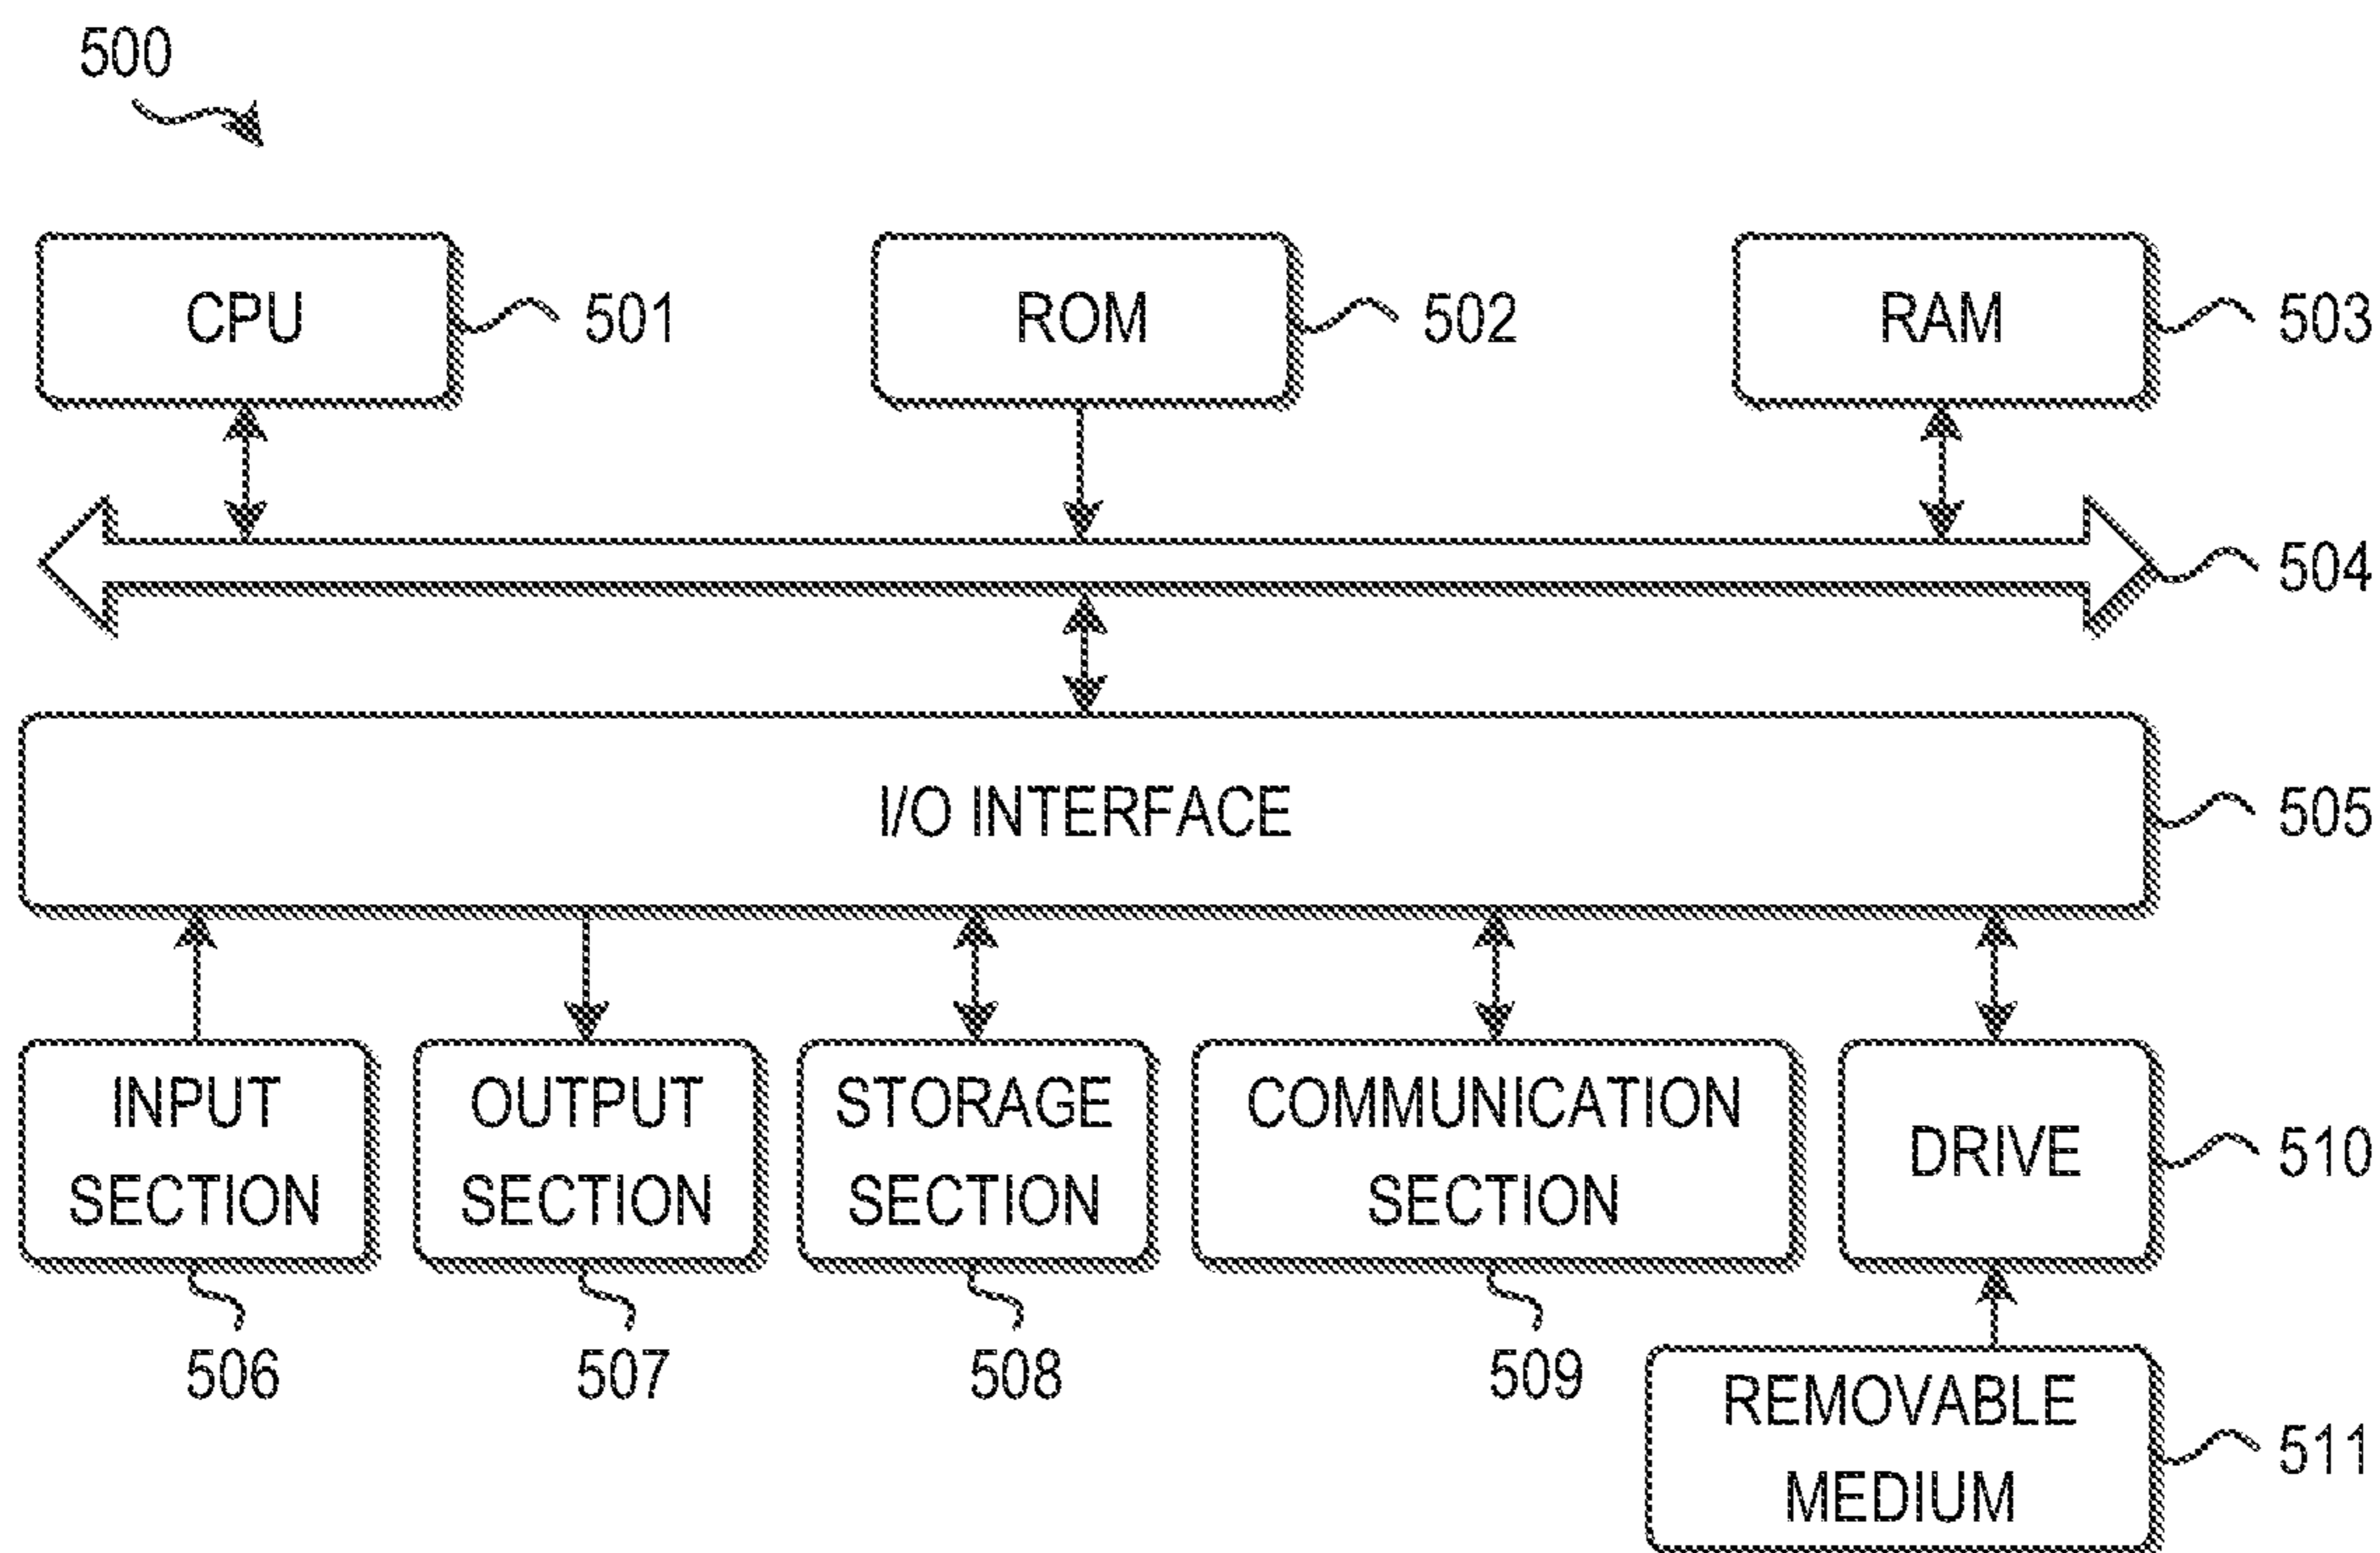 500
CPU
501
ROM
502
RAM
503
504
I/O INTERFACE
505
INPUT
SECTION
OUTPUT
SECTION
STORAGE
SECTION
COMMUNICATION
SECTION
DRIVE
510
506
507
508
509
REMOVABLE
MEDIUM
511